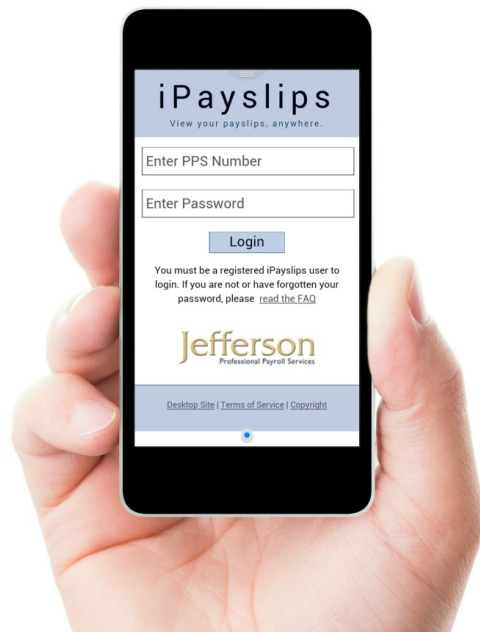 iPayslips
View your payslips, anywhere.
Enter PPS Number
Enter Password
Login
You must be a registered iPayslips user to
login. If you are not or have forgotten your
password, please read the FAQ
Jefferson
Professional Payroll Services
Desktop Site | Terms of Service | Copyright